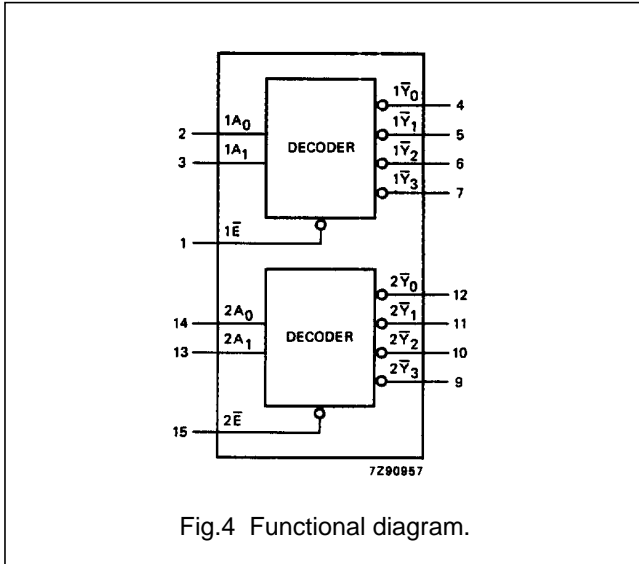 1Y̅0 4
2 1A0 1Y̅1 5
DECODER
3 1A1 1Y̅2 6
1Y̅3 7
1 1E̅
2Y̅0 12
14 2A0 2Y̅1 11
DECODER
13 2A1 2Y̅2 10
2Y̅3 9
15 2E̅
7Z90957
Fig.4 Functional diagram.